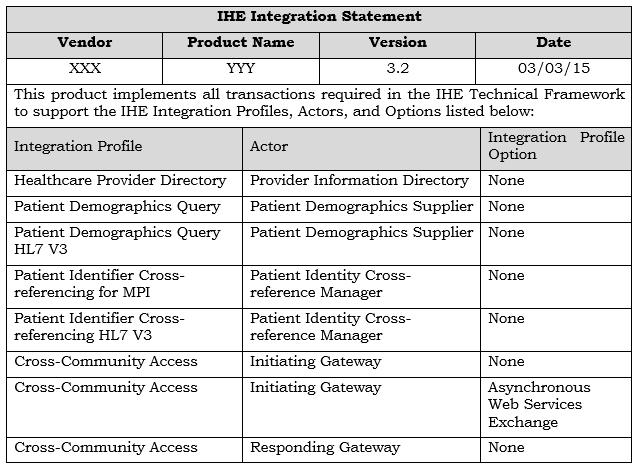 IHE Integration Statement
Vendor Product Name Version Date
XXX YYY 3.2 03/03/15
This product implements all transactions required in the IHE Technical Framework
to support the IHE Integration Profiles, Actors, and Options listed below:
Integration Profile Actor Integration Profile
Option
Healthcare Provider Directory Provider Information Directory None
Patient Demographics Query Patient Demographics Supplier None
Patient Demographics Query Patient Demographics Supplier None
HL7 V3
Patient Identifier Cross- Patient Identity Cross- None
referencing for MPI reference Manager
Patient Identifier Cross- Patient Identity Cross- None
referencing HL7 V3 reference Manager
Cross-Community Access Initiating Gateway None
Cross-Community Access Initiating Gateway Asynchronous
Web Services
Exchange
Cross-Community Access Responding Gateway None